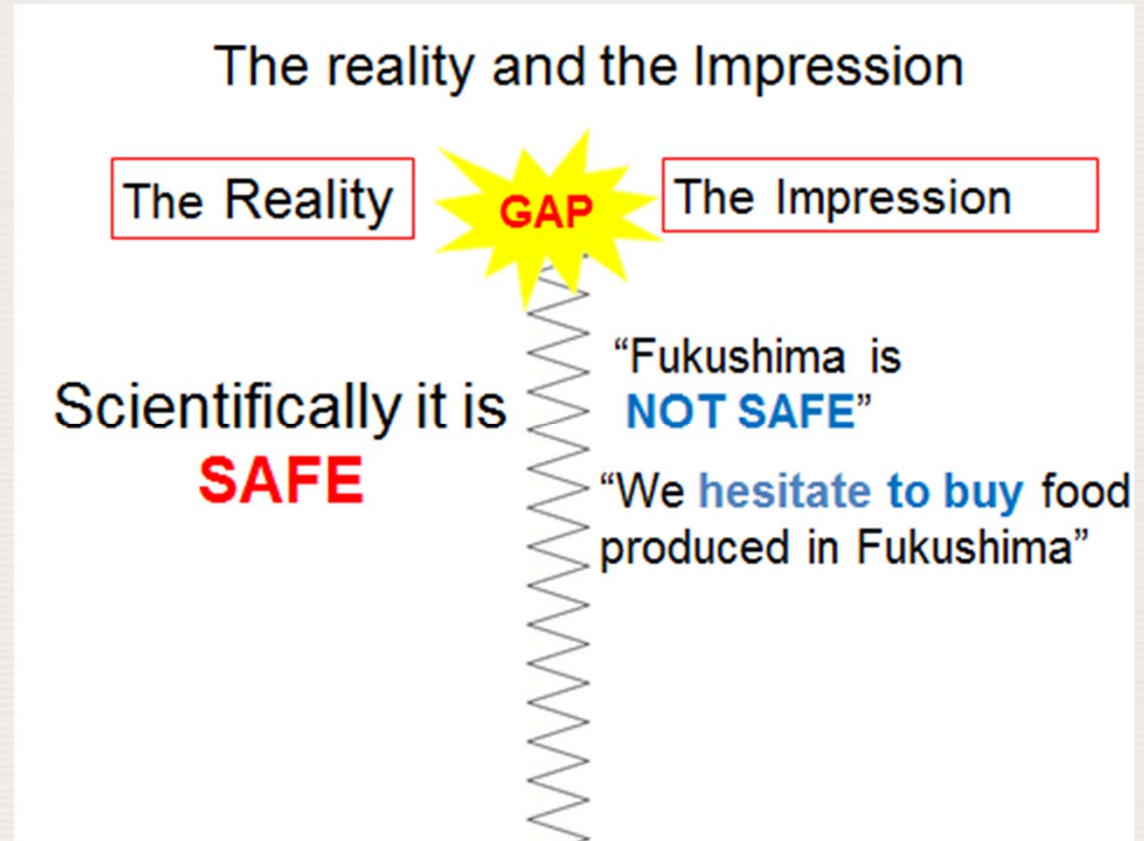 The reality and the Impression
The Reality
GAP
The Impression
Scientifically it is
SAFE
“Fukushima is
NOT SAFE”
“We hesitate to buy food
produced in Fukushima”